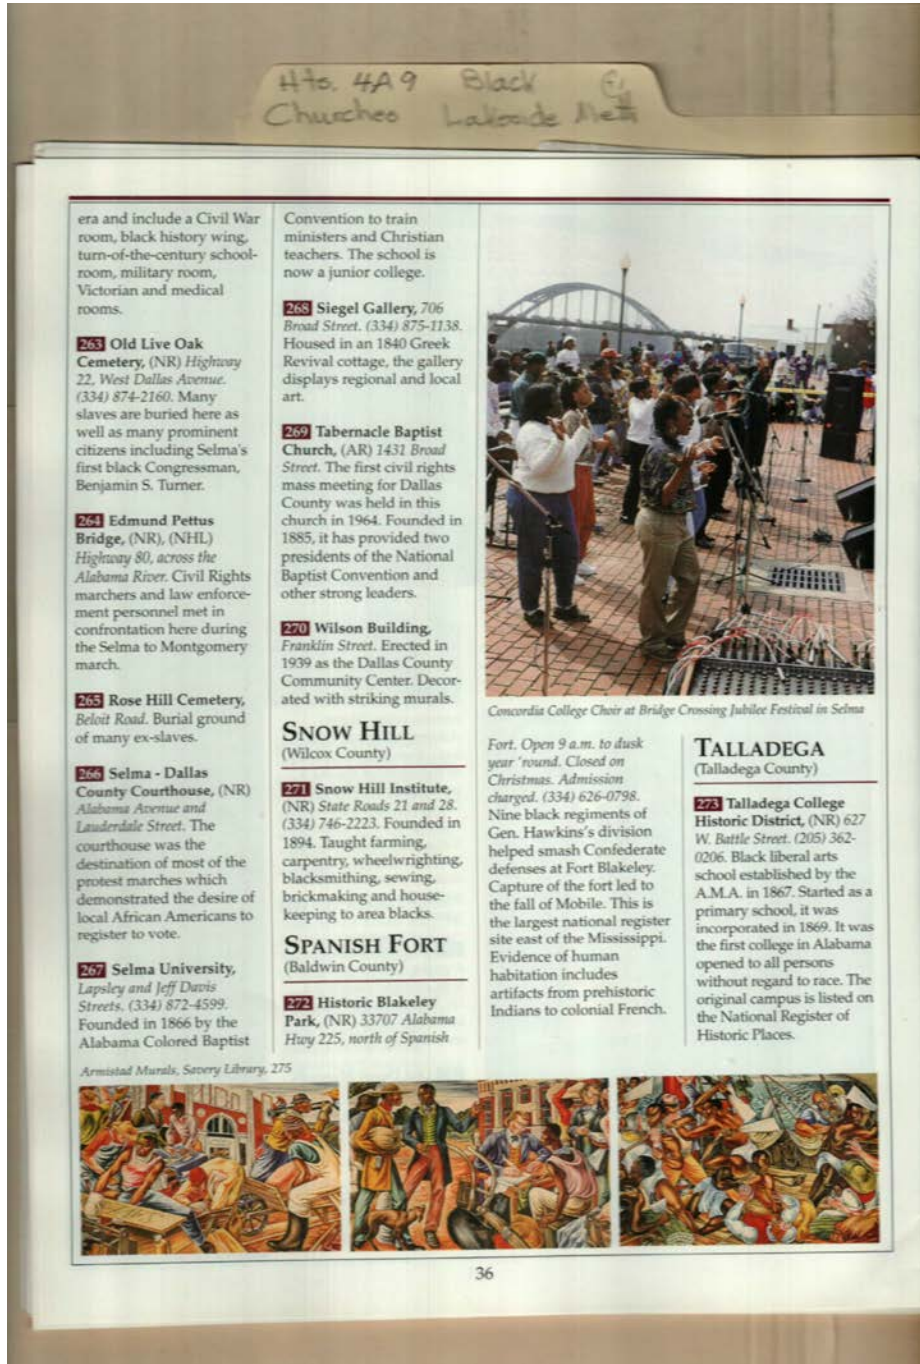 Hts. 4A9 Black
Churches Lakeside Meth
era and include a Civil War
room, black history wing,
turn-of-the-century school-
room, military room,
Victorian and medical
rooms.
263 Old Live Oak
Cemetery, (NR) Highway
22, West Dallas Avenue.
(334) 874-2160. Many
slaves are buried here as
well as many prominent
citizens including Selma's
first black Congressman,
Benjamin S. Turner.
264 Edmund Pettus
Bridge, (NR), (NHL)
Highway 80, across the
Alabama River. Civil Rights
marchers and law enforce-
ment personnel met in
confrontation here during
the Selma to Montgomery
march.
265 Rose Hill Cemetery,
Beloit Road. Burial ground
of many ex-slaves.
266 Selma - Dallas
County Courthouse, (NR)
Alabama Avenue and
Lauderdale Street. The
courthouse was the
destination of most of the
protest marches which
demonstrated the desire of
local African Americans to
register to vote.
267 Selma University,
Lapsley and Jeff Davis
Streets. (334) 872-4599.
Founded in 1866 by the
Alabama Colored Baptist
Convention to train
ministers and Christian
teachers. The school is
now a junior college.
268 Siegel Gallery, 706
Broad Street. (334) 875-1138.
Housed in an 1840 Greek
Revival cottage, the gallery
displays regional and local
art.
269 Tabernacle Baptist
Church, (AR) 1431 Broad
Street. The first civil rights
mass meeting for Dallas
County was held in this
church in 1964. Founded in
1885, it has provided two
presidents of the National
Baptist Convention and
other strong leaders.
270 Wilson Building,
Franklin Street. Erected in
1939 as the Dallas County
Community Center. Decor-
ated with striking murals.
SNOW HILL
(Wilcox County)
271 Snow Hill Institute,
(NR) State Roads 21 and 28.
(334) 746-2223. Founded in
1894. Taught farming,
carpentry, wheelwrighting,
blacksmithing, sewing,
brickmaking and house-
keeping to area blacks.
SPANISH FORT
(Baldwin County)
272 Historic Blakeley
Park, (NR) 33707 Alabama
Hwy 225, north of Spanish
Concordia College Choir at Bridge Crossing Jubilee Festival in Selma
Fort. Open 9 a.m. to dusk
year 'round. Closed on
Christmas. Admission
charged. (334) 626-0798.
Nine black regiments of
Gen. Hawkins's division
helped smash Confederate
defenses at Fort Blakeley.
Capture of the fort led to
the fall of Mobile. This is
the largest national register
site east of the Mississippi.
Evidence of human
habitation includes
artifacts from prehistoric
Indians to colonial French.
TALLADEGA
(Talladega County)
273 Talladega College
Historic District, (NR) 627
W. Battle Street. (205) 362-
0206. Black liberal arts
school established by the
A.M.A. in 1867. Started as a
primary school, it was
incorporated in 1869. It was
the first college in Alabama
opened to all persons
without regard to race. The
original campus is listed on
the National Register of
Historic Places.
Armistad Murals, Savery Library, 275
36